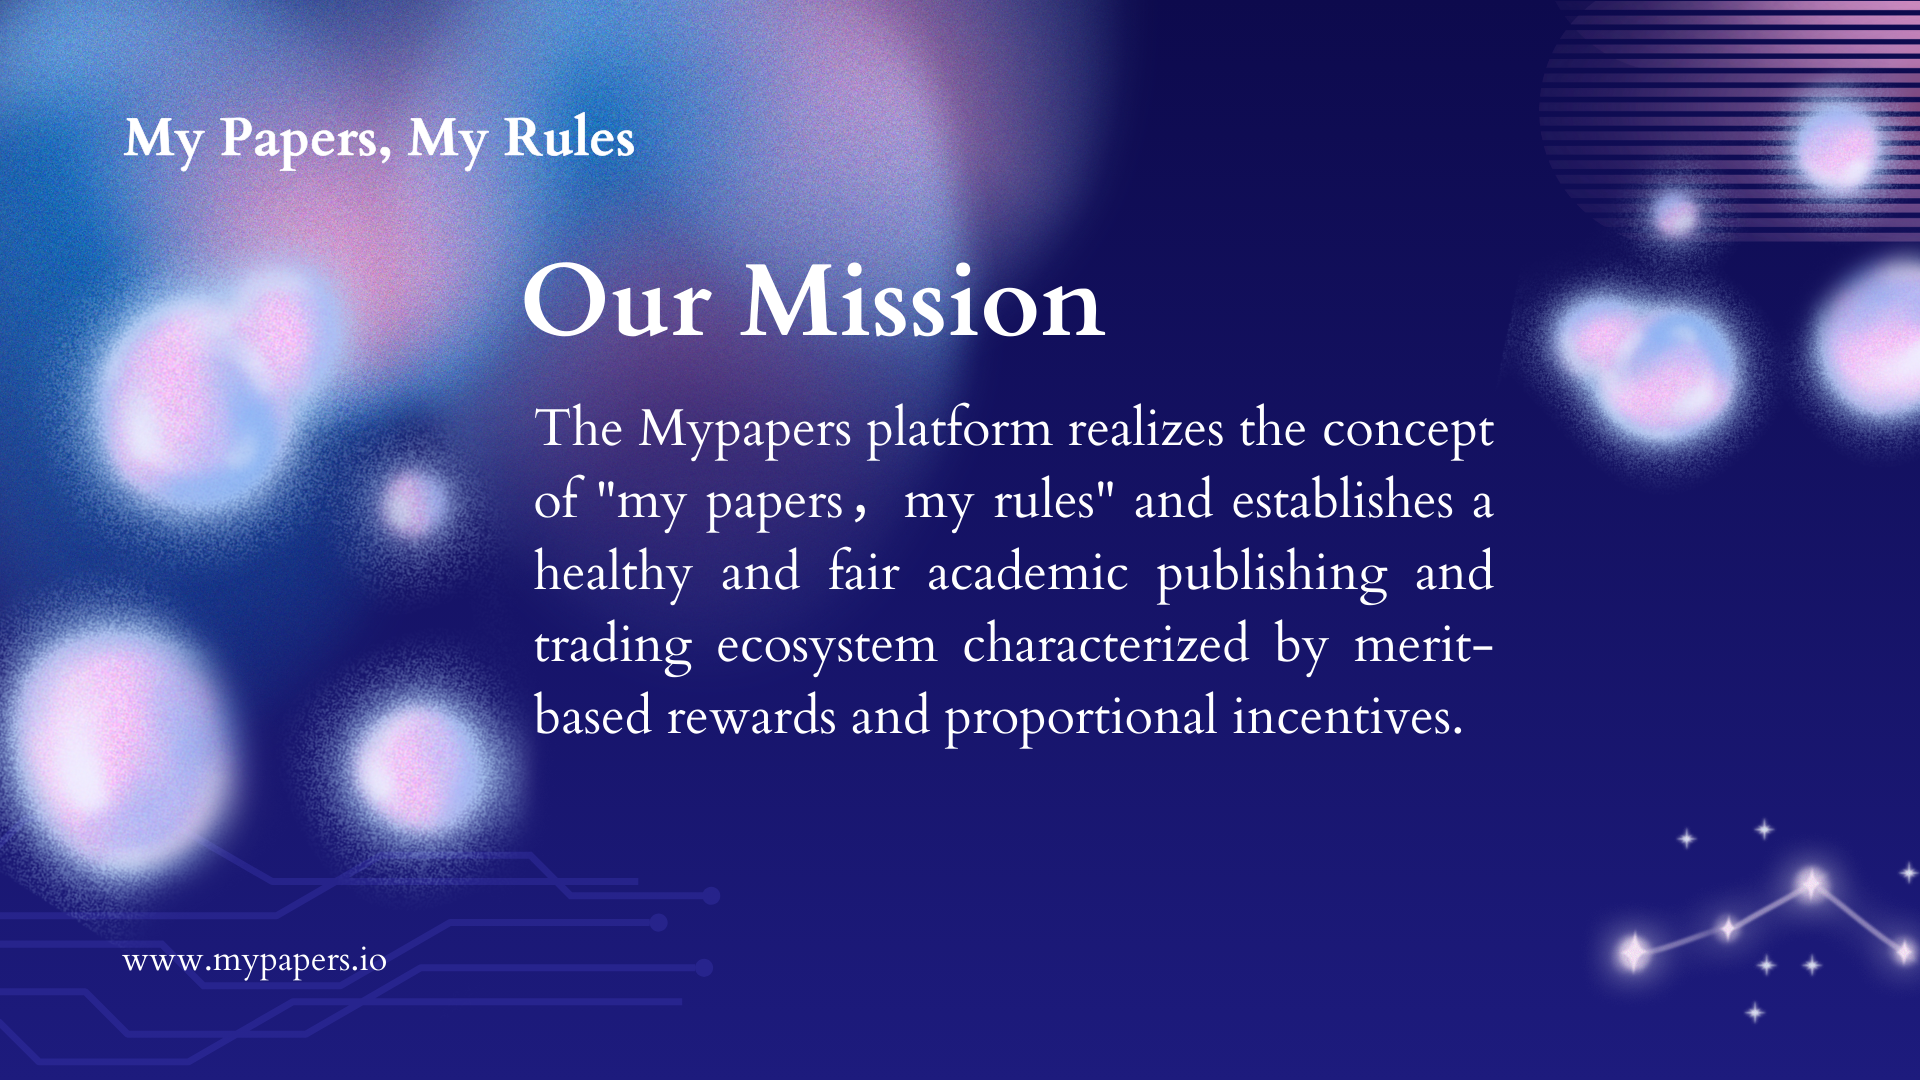 My Papers, My Rules
Our Mission
The Mypapers platform realizes the concept
of "my papers，my rules" and establishes a
healthy and fair academic publishing and
trading ecosystem characterized by merit-
based rewards and proportional incentives.
www.mypapers.io